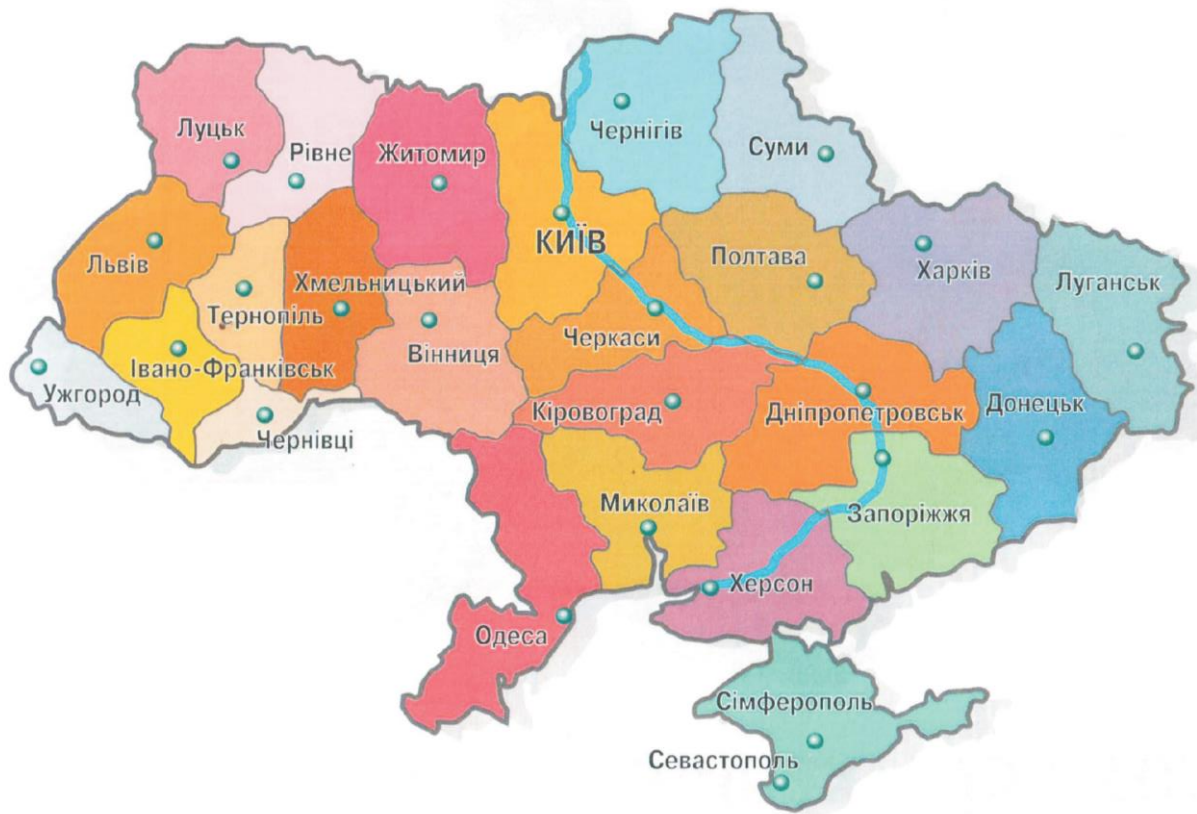 Луцьк
Рівне
Житомир
Чернігів
Суми
КИЇВ
Львів
Тернопіль
Хмельницький
Вінниця
Черкаси
Полтава
Харків
Луганськ
Ужгород
Івано-Франківськ
Чернівці
Кіровоград
Дніпропетровськ
Донецьк
Миколаїв
Запоріжжя
Херсон
Одеса
Сімферополь
Севастополь